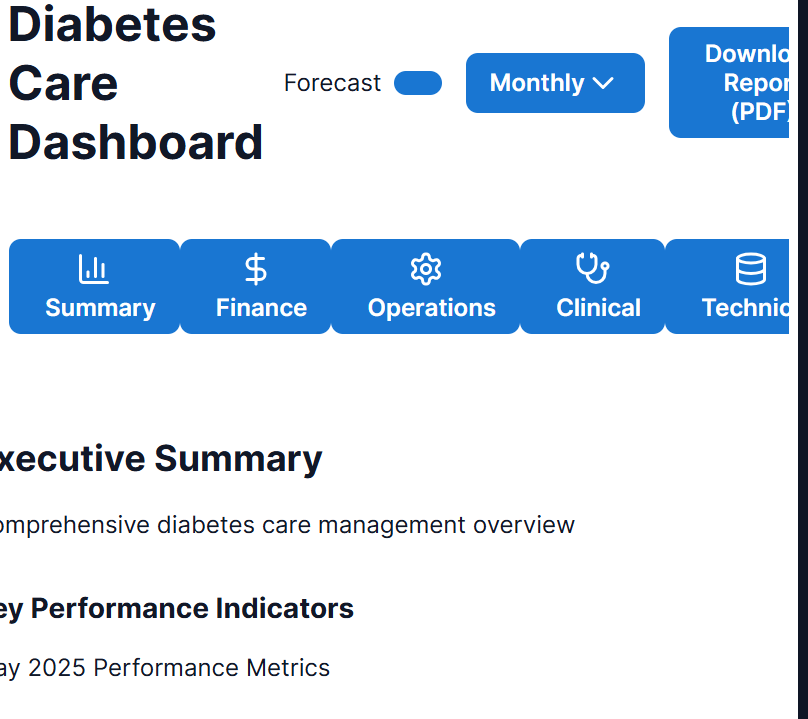 Diabetes
Care
Dashboard
Forecast
Monthly
Downlo
Repor
(PDF)
Summary
Finance
Operations
Clinical
Technic
xecutive Summary
omprehensive diabetes care management overview
ey Performance Indicators
ay 2025 Performance Metrics